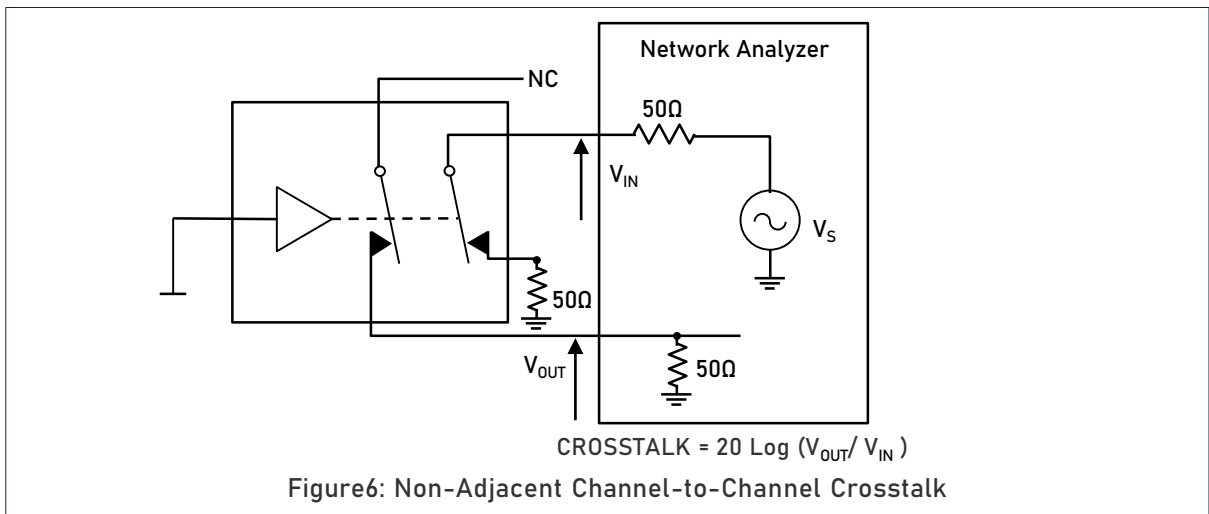 Network Analyzer
NC
50Ω
V_IN
V_S
50Ω
V_OUT
50Ω
CROSSTALK = 20 Log (V_OUT/ V_IN )
Figure6: Non-Adjacent Channel-to-Channel Crosstalk